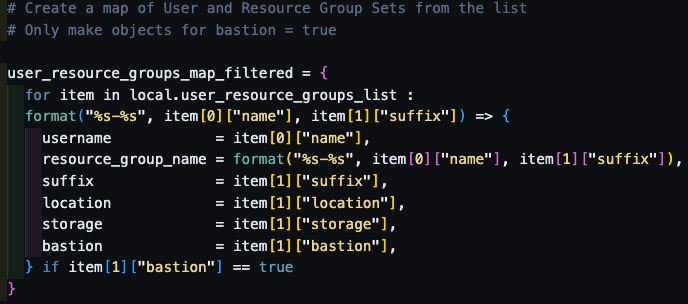 # Create a map of User and Resource Group Sets from the list
# Only make objects for bastion = true

user_resource_groups_map_filtered = {
  for item in local.user_resource_groups_list :
  format("%s-%s", item[0]["name"], item[1]["suffix"]) => {
    username            = item[0]["name"],
    resource_group_name = format("%s-%s", item[0]["name"], item[1]["suffix"]),
    suffix              = item[1]["suffix"],
    location            = item[1]["location"],
    storage             = item[1]["storage"],
    bastion             = item[1]["bastion"],
  } if item[1]["bastion"] == true
}